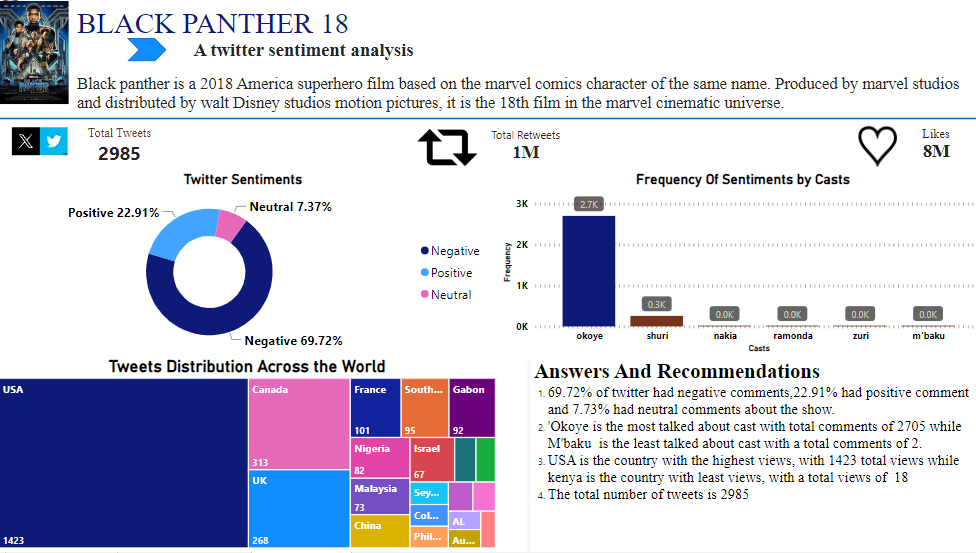 BLACK PANTHER 18
A twitter sentiment analysis
Black panther is a 2018 America superhero film based on the marvel comics character of the same name. Produced by marvel studios
and distributed by walt Disney studios motion pictures, it is the 18th film in the marvel cinematic universe.
Total Tweets
2985
Total Retweets
1M
Likes
8M
Twitter Sentiments
Positive 22.91%
Neutral 7.37%
Negative 69.72%
Negative
Positive
Neutral
Frequency Of Sentiments by Casts
Frequency
3K
2K
1K
0K
2.7K
0.3K
0.0K
0.0K
0.0K
0.0K
okoye
shuri
nakia
ramonda
zuri
m'baku
Casts
Tweets Distribution Across the World
USA
1423
Canada
313
UK
268
France
101
South...
95
Gabon
92
Nigeria
82
Israel
67
Malaysia
73
China
Sey...
Col...
Phil...
AL
Au...
Answers And Recommendations
1. 69.72% of twitter had negative comments,22.91% had positive comment
and 7.73% had neutral comments about the show.
2. 'Okoye is the most talked about cast with total comments of 2705 while
M'baku is the least talked about cast with a total comments of 2.
3. USA is the country with the highest views, with 1423 total views while
kenya is the country with least views, with a total views of 18
4. The total number of tweets is 2985